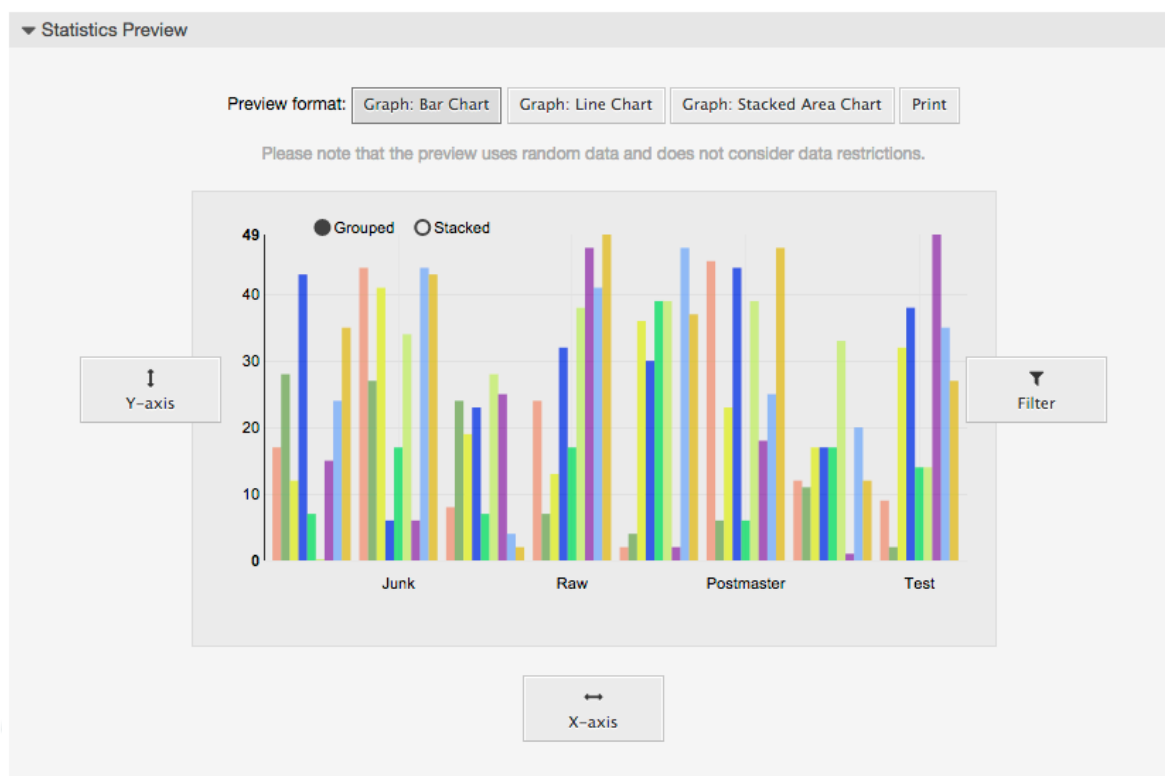 Statistics Preview
Preview format: Graph: Bar Chart Graph: Line Chart Graph: Stacked Area Chart Print
Please note that the preview uses random data and does not consider data restrictions.
Grouped Stacked
49
40
30
20
10
0
Junk Raw Postmaster Test
Y-axis
Filter
X-axis